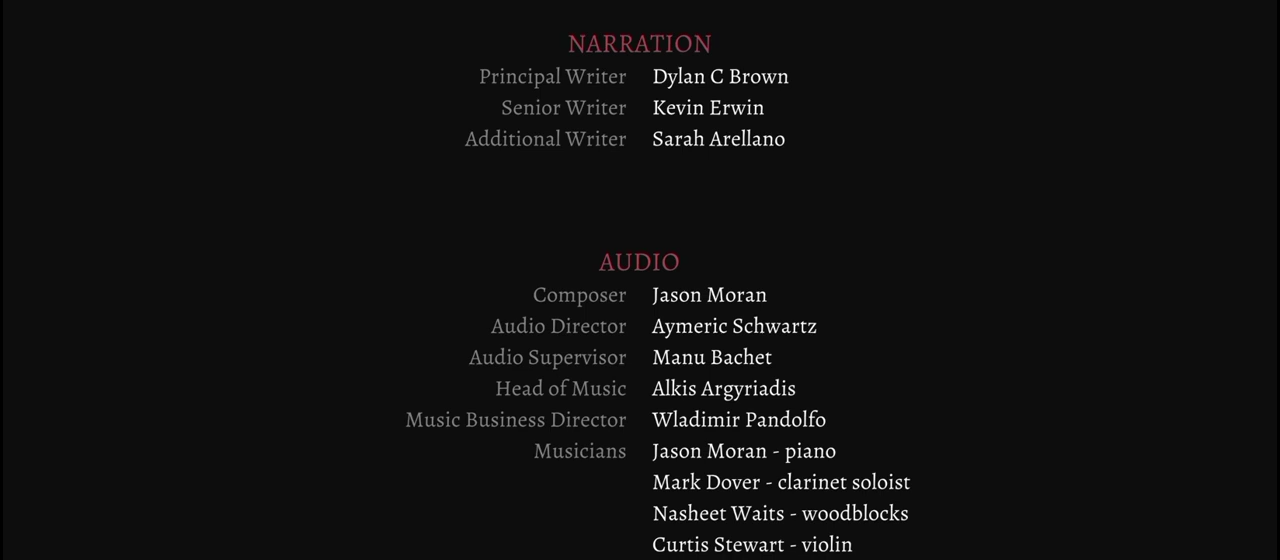 NARRATION
Principal Writer Dylan C Brown
Senior Writer Kevin Erwin
Additional Writer Sarah Arellano
AUDIO
Composer Jason Moran
Audio Director Aymeric Schwartz
Audio Supervisor Manu Bachet
Head of Music Alkis Argyriadis
Music Business Director Wladimir Pandolfo
Musicians Jason Moran - piano
Mark Dover - clarinet soloist
Nasheet Waits - woodblocks
Curtis Stewart - violin